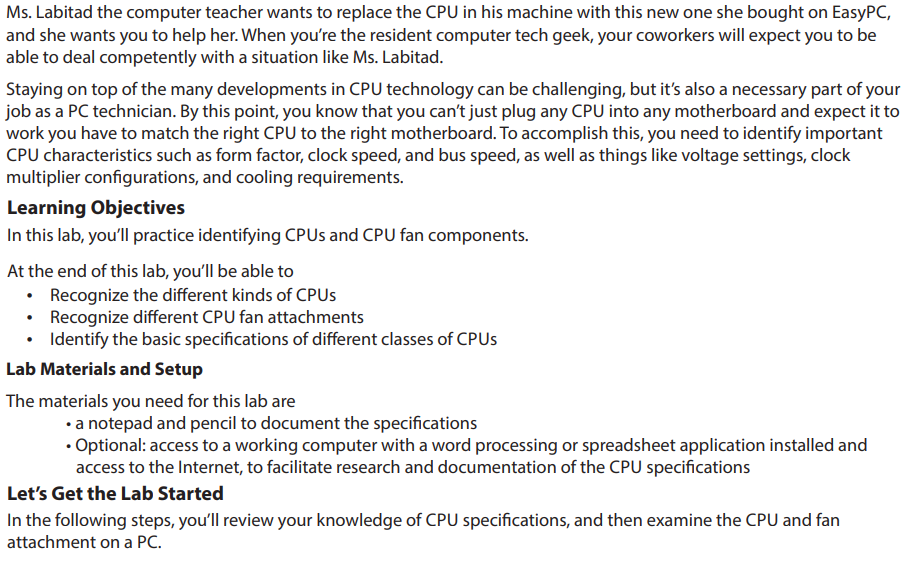 Ms. Labitad the computer teacher wants to replace the CPU in his machine with this new one she bought on EasyPC,
and she wants you to help her. When you're the resident computer tech geek, your coworkers will expect you to be
able to deal competently with a situation like Ms. Labitad.
Staying on top of the many developments in CPU technology can be challenging, but it's also a necessary part of your
job as a PC technician. By this point, you know that you can't just plug any CPU into any motherboard and expect it to
work you have to match the right CPU to the right motherboard. To accomplish this, you need to identify important
CPU characteristics such as form factor, clock speed, and bus speed, as well as things like voltage settings, clock
multiplier configurations, and cooling requirements.
Learning Objectives
In this lab, you'll practice identifying CPUs and CPU fan components.
At the end of this lab, you'll be able to
• Recognize the different kinds of CPUs
• Recognize different CPU fan attachments
• Identify the basic specifications of different classes of CPUs
Lab Materials and Setup
The materials you need for this lab are
• a notepad and pencil to document the specifications
• Optional: access to a working computer with a word processing or spreadsheet application installed and
access to the Internet, to facilitate research and documentation of the CPU specifications
Let's Get the Lab Started
In the following steps, you'll review your knowledge of CPU specifications, and then examine the CPU and fan
attachment on a PC.